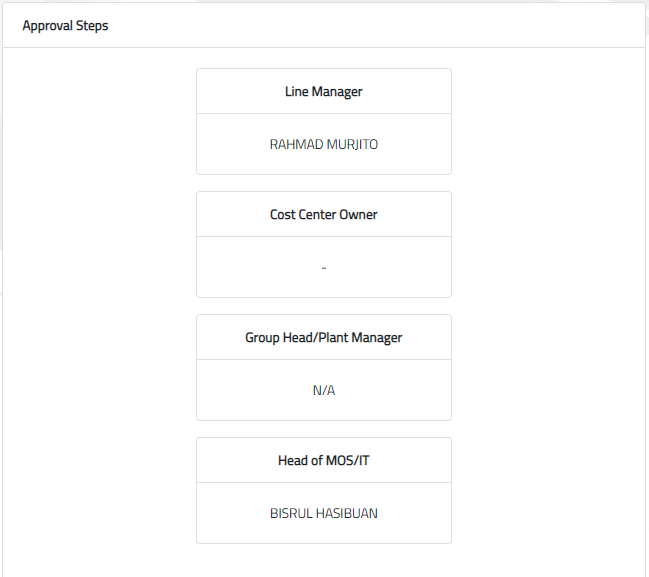 Approval Steps
Line Manager
RAHMAD MURJITO
Cost Center Owner
-
Group Head/Plant Manager
N/A
Head of MOS/IT
BISRUL HASIBUAN